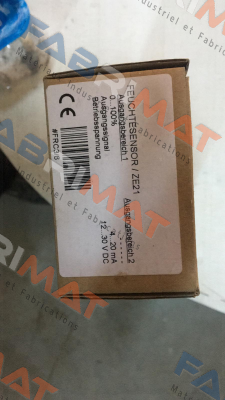 FEUCHTESENSOR / ZE21
Ausgangsbereich 1 Ausgangsbereich 2
0...100% ------
Ausgangssignal 4...20 mA
Betriebsspannung 12...30 V DC
CE
FABRIMAT